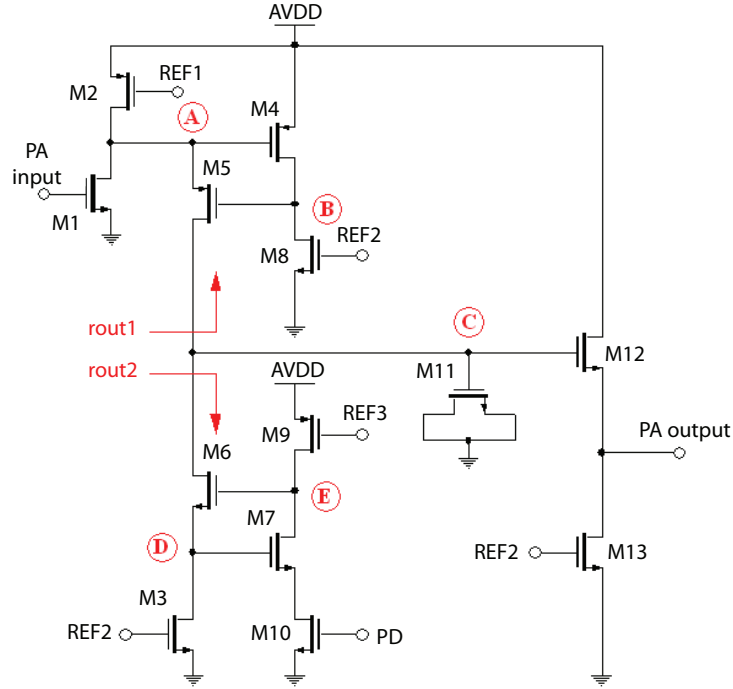 AVDD
M2
REF1
A
M4
PA
input
M5
M1
B
REF2
M8
rout1
C
rout2
AVDD
M11
M12
REF3
M9
M6
PA output
E
M7
D
REF2
M13
M3
REF2
M10
PD